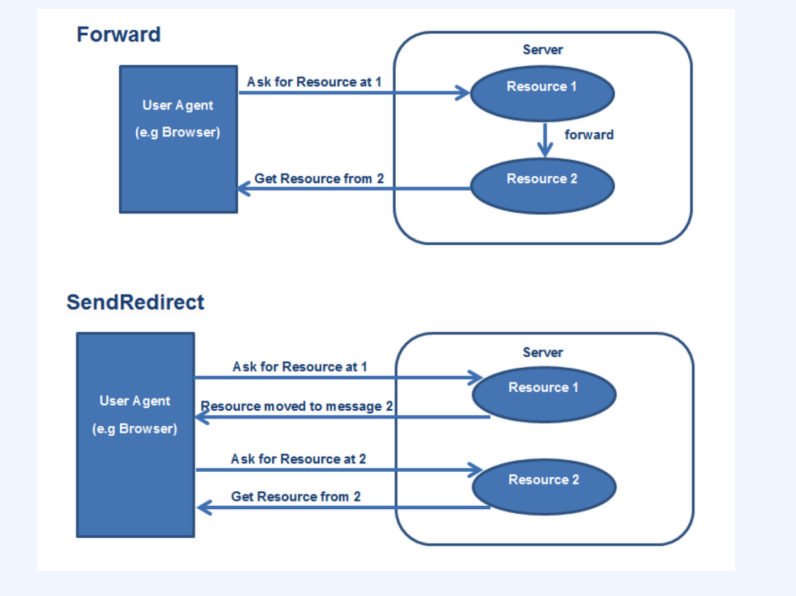 Forward
Server
Ask for Resource at 1
Resource 1
User Agent
(e.g Browser)
forward
Get Resource from 2
Resource 2
SendRedirect
Server
Ask for Resource at 1
Resource 1
User Agent
(e.g Browser)
Resource moved to message 2
Ask for Resource at 2
Resource 2
Get Resource from 2